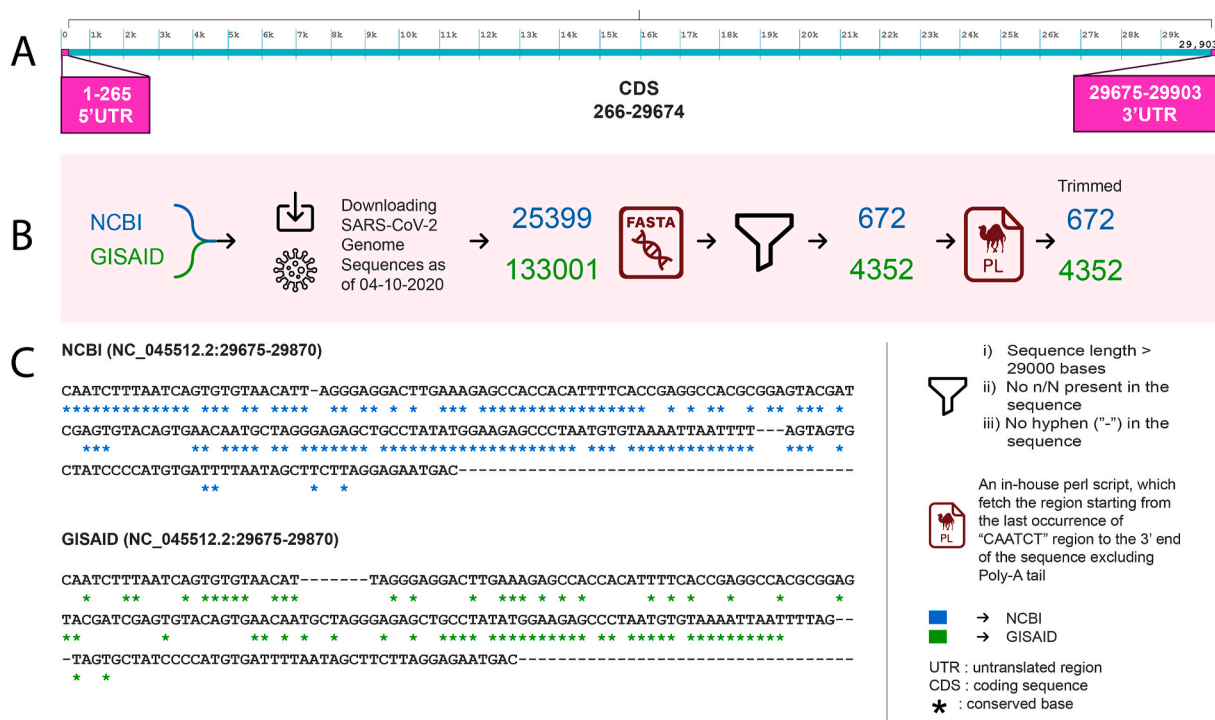 A
0 1k 2k 3k 4k 5k 6k 7k 8k 9k 10k 11k 12k 13k 14k 15k 16k 17k 18k 19k 20k 21k 22k 23k 24k 25k 26k 27k 28k 29k
29,903
1-265
5’UTR
CDS
266-29674
29675-29903
3’UTR
B
NCBI
GISAID
Downloading
SARS-CoV-2
Genome
Sequences as
of 04-10-2020
25399
133001
FASTA
672
4352
PL
Trimmed
672
4352
C
NCBI (NC_045512.2:29675-29870)
CAATCTTTAATCAGTGTGTAACATT-AGGGAGGACTTGAAAGAGCCACCACATTTTCACCGAGGCCACGCGGAGTACGAT
CGAGTGTACAGTGAACAATGCTAGGGAGAGCTGCCTATATGGAAGAGCCCTAATGTGTAAAATTAATTTT---AGTAGTG
CTATCCCCATGTGATTTTAATAGCTTCTTAGGAGAATGAC----------------------------------------
GISAID (NC_045512.2:29675-29870)
CAATCTTTAATCAGTGTGTAACAT-------TAGGGAGGACTTGAAAGAGCCACCACATTTTCACCGAGGCCACGCGGAG
TACGATCGAGTGTACAGTGAACAATGCTAGGGAGAGCTGCCTATATGGAAGAGCCCTAATGTGTAAAATTAATTTTAG--
-TAGTGCTATCCCCATGTGATTTTAATAGCTTCTTAGGAGAATGAC----------------------------------
i) Sequence length >
29000 bases
ii) No n/N present in the
sequence
iii) No hyphen ("-") in the
sequence
PL
An in-house perl script, which
fetch the region starting from
the last occurrence of
“CAATCT” region to the 3’ end
of the sequence excluding
Poly-A tail
→ NCBI
→ GISAID
UTR : untranslated region
CDS : coding sequence
* : conserved base